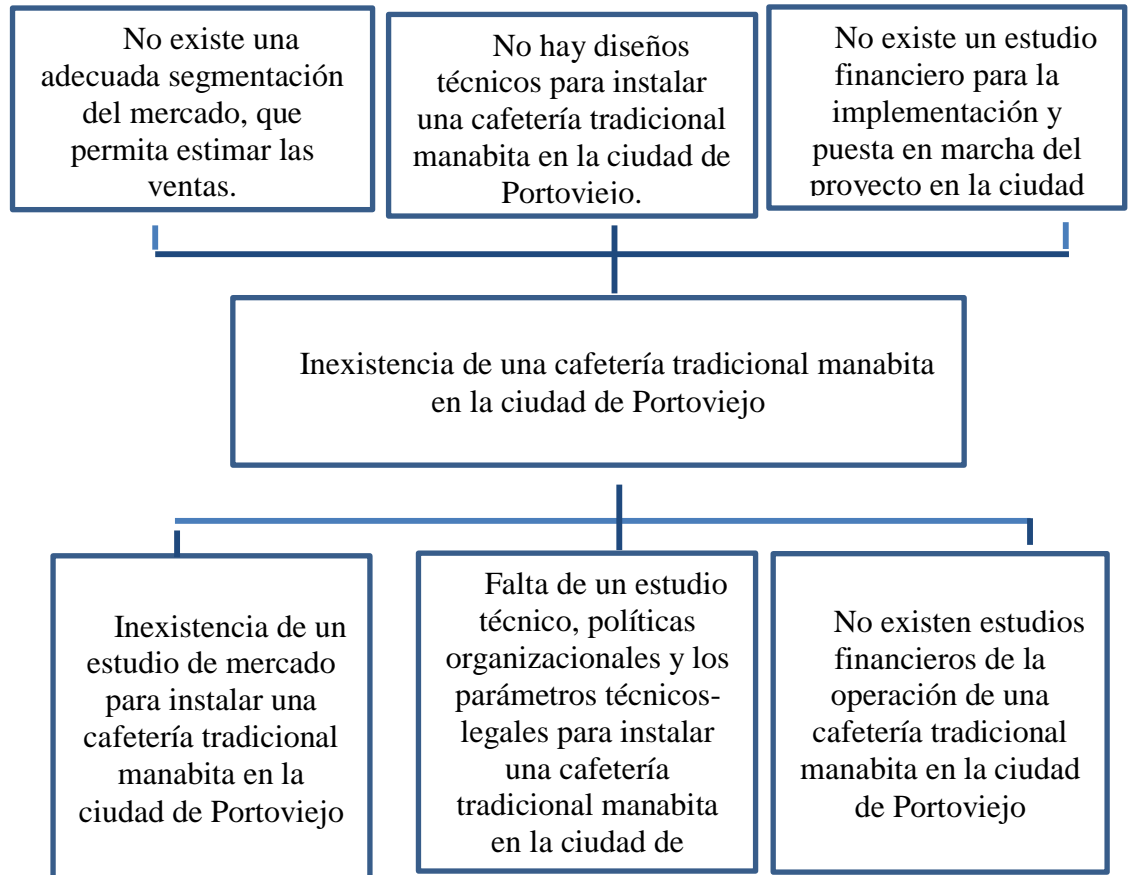 No existe una
adecuada segmentación
del mercado, que
permita estimar las
ventas.
No hay diseños
técnicos para instalar
una cafetería tradicional
manabita en la ciudad de
Portoviejo.
No existe un estudio
financiero para la
implementación y
puesta en marcha del
proyecto en la ciudad
Inexistencia de una cafetería tradicional manabita
en la ciudad de Portoviejo
Inexistencia de un
estudio de mercado
para instalar una
cafetería tradicional
manabita en la
ciudad de Portoviejo
Falta de un estudio
técnico, políticas
organizacionales y los
parámetros técnicos-
legales para instalar
una cafetería
tradicional manabita
en la ciudad de
No existen estudios
financieros de la
operación de una
cafetería tradicional
manabita en la ciudad
de Portoviejo